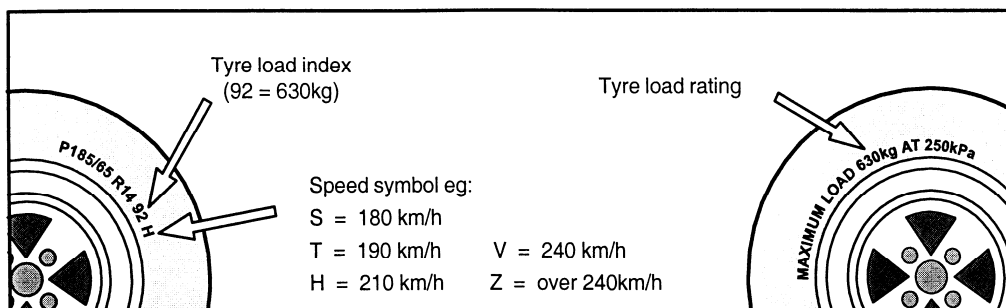 Tyre load index
(92 = 630kg)
Tyre load rating
P185/65 R14 92 H
MAXIMUM LOAD 630kg AT 250kPa
Speed symbol eg:
S = 180 km/h
T = 190 km/h V = 240 km/h
H = 210 km/h Z = over 240km/h